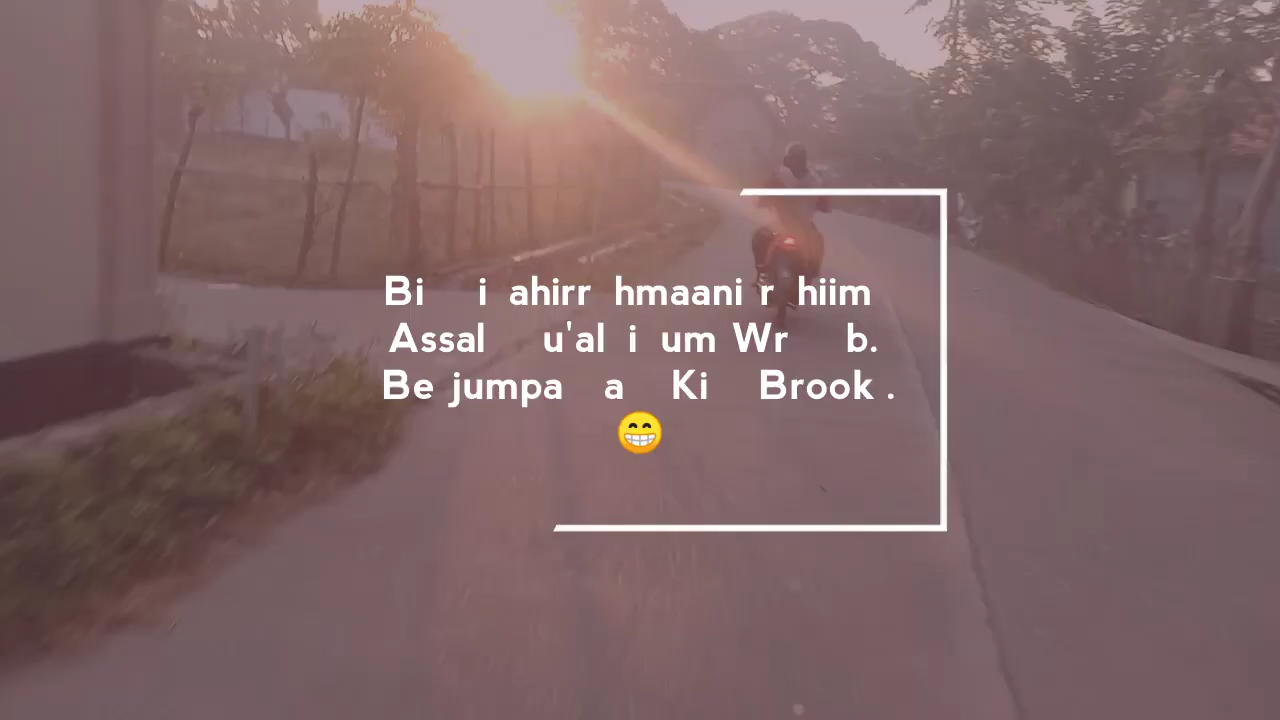 Bi i ahirr hmaani r hiim
Assal u'al i um Wr b.
Be jumpa a Ki Brook .
😁